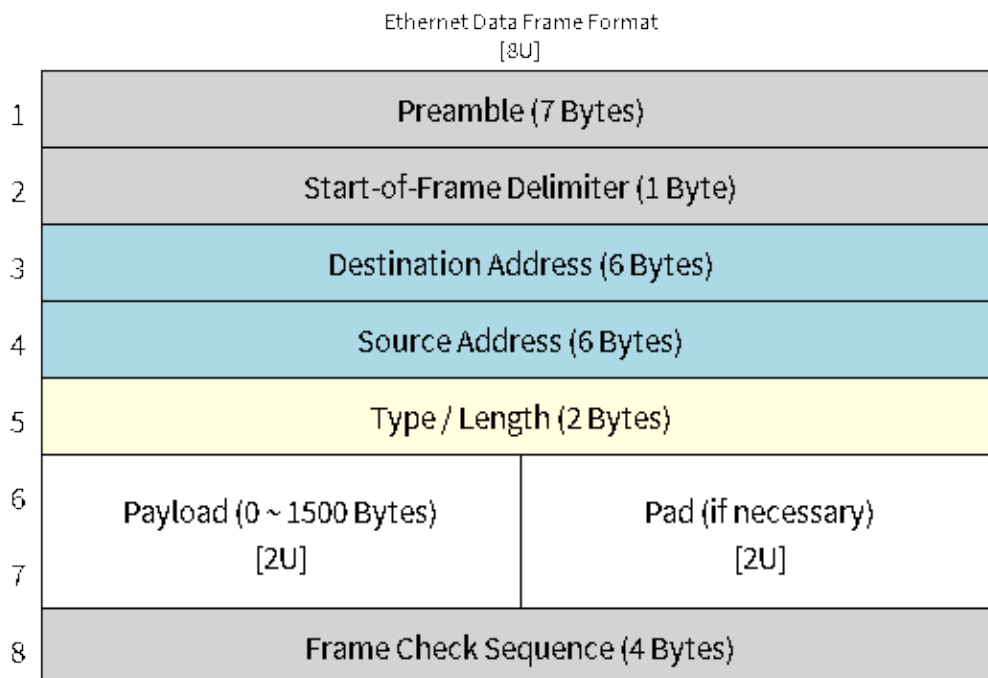 Ethernet Data Frame Format
[8U]
1
Preamble (7 Bytes)
2
Start-of-Frame Delimiter (1 Byte)
3
Destination Address (6 Bytes)
4
Source Address (6 Bytes)
5
Type / Length (2 Bytes)
6
Payload (0 ~ 1500 Bytes)
[2U]
Pad (if necessary)
[2U]
7
8
Frame Check Sequence (4 Bytes)